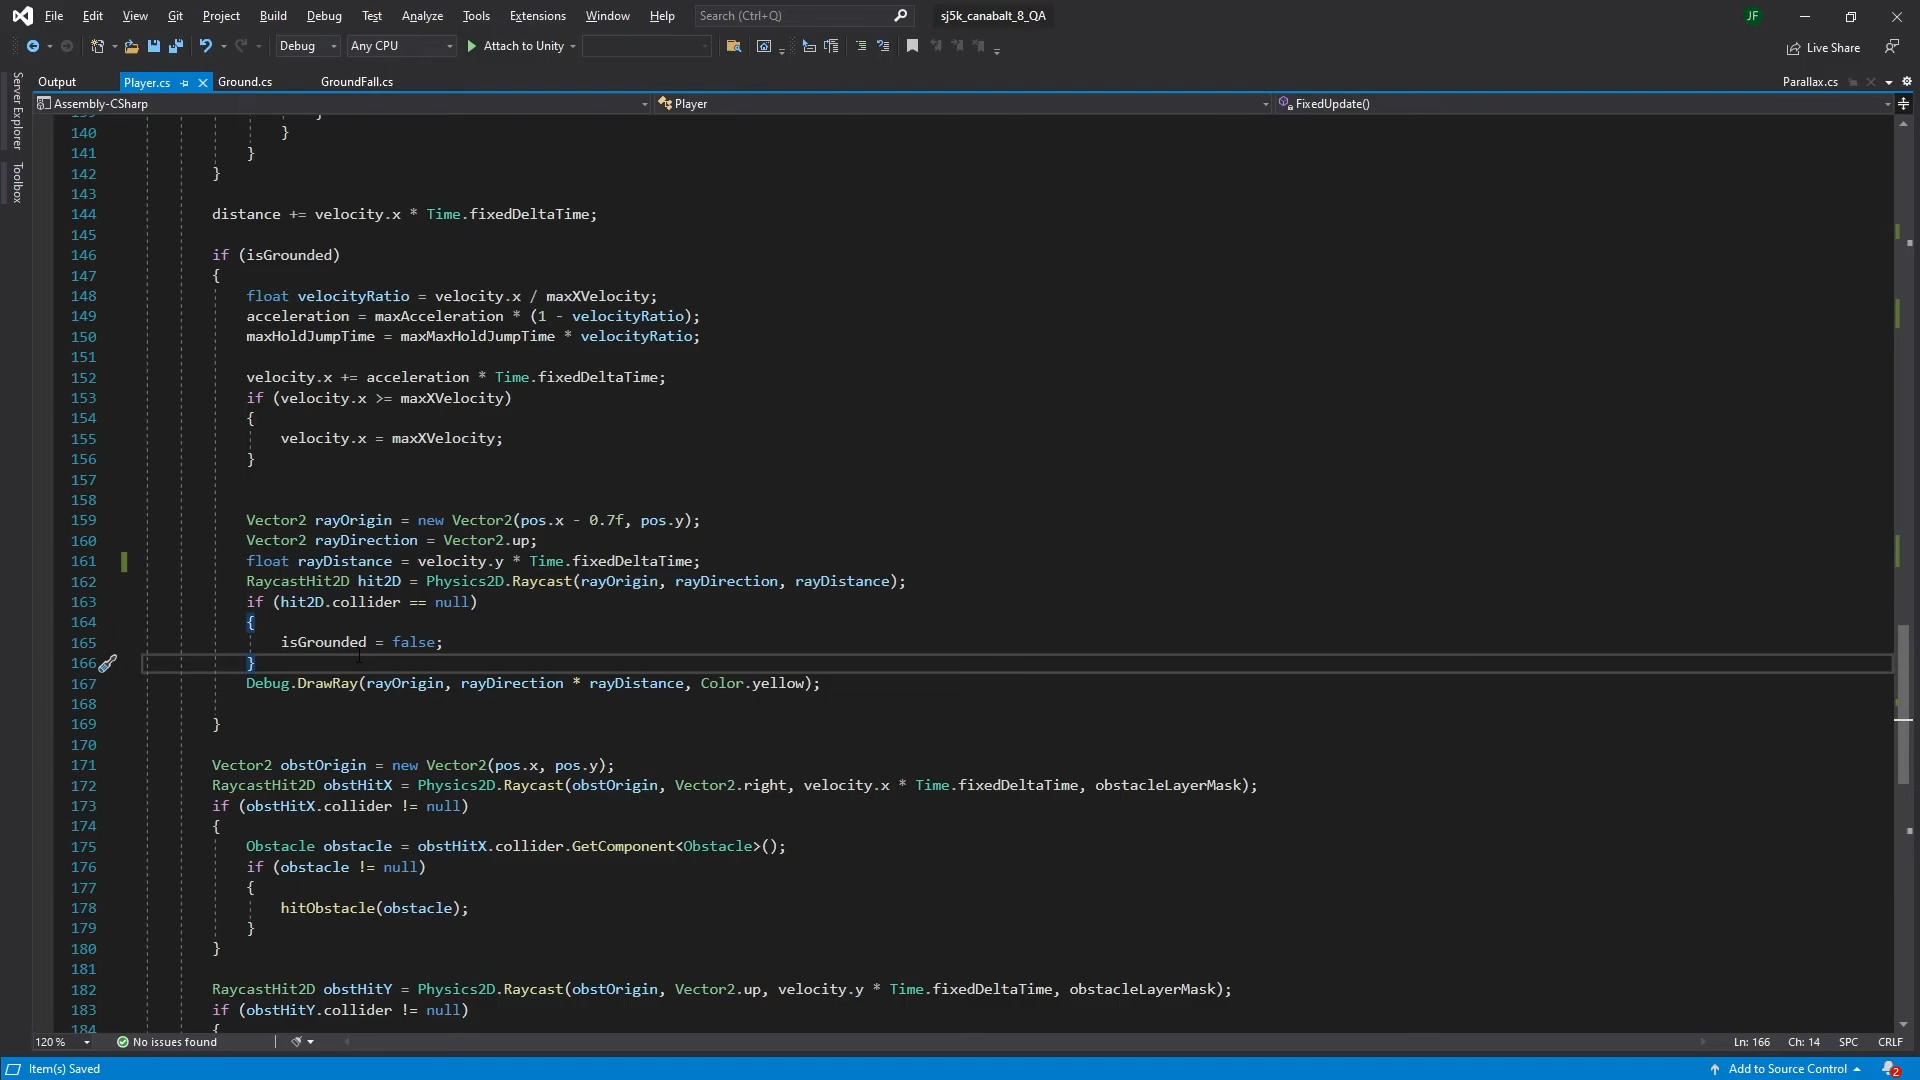 File Edit View Project Build Debug Test Analyze Tools Extensions Window Help Search (Ctrl+Q) sj5k_canabalt_8_QA JF
Debug Any CPU Attach to Unity Live Share
Output Player.cs Ground.cs GroundFall.cs Parallax.cs
Assembly-CSharp Player FixedUpdate()
Server Explorer
Toolbox
140 }
141 }
142 }
143
144 distance += velocity.x * Time.fixedDeltaTime;
145
146 if (isGrounded)
147 {
148 float velocityRatio = velocity.x / maxXVelocity;
149 acceleration = maxAcceleration * (1 - velocityRatio);
150 maxHoldJumpTime = maxMaxHoldJumpTime * velocityRatio;
151
152 velocity.x += acceleration * Time.fixedDeltaTime;
153 if (velocity.x >= maxXVelocity)
154 {
155 velocity.x = maxXVelocity;
156 }
157
158
159 Vector2 rayOrigin = new Vector2(pos.x - 0.7f, pos.y);
160 Vector2 rayDirection = Vector2.up;
161 float rayDistance = velocity.y * Time.fixedDeltaTime;
162 RaycastHit2D hit2D = Physics2D.Raycast(rayOrigin, rayDirection, rayDistance);
163 if (hit2D.collider == null)
164 {
165 isGrounded = false;
166 }
167 Debug.DrawRay(rayOrigin, rayDirection * rayDistance, Color.yellow);
168
169 }
170
171 Vector2 obstOrigin = new Vector2(pos.x, pos.y);
172 RaycastHit2D obstHitX = Physics2D.Raycast(obstOrigin, Vector2.right, velocity.x * Time.fixedDeltaTime, obstacleLayerMask);
173 if (obstHitX.collider != null)
174 {
175 Obstacle obstacle = obstHitX.collider.GetComponent<Obstacle>();
176 if (obstacle != null)
177 {
178 hitObstacle(obstacle);
179 }
180 }
181
182 RaycastHit2D obstHitY = Physics2D.Raycast(obstOrigin, Vector2.up, velocity.y * Time.fixedDeltaTime, obstacleLayerMask);
183 if (obstHitY.collider != null)
184 {
120 % No issues found Ln: 166 Ch: 14 SPC CRLF
Item(s) Saved Add to Source Control 2